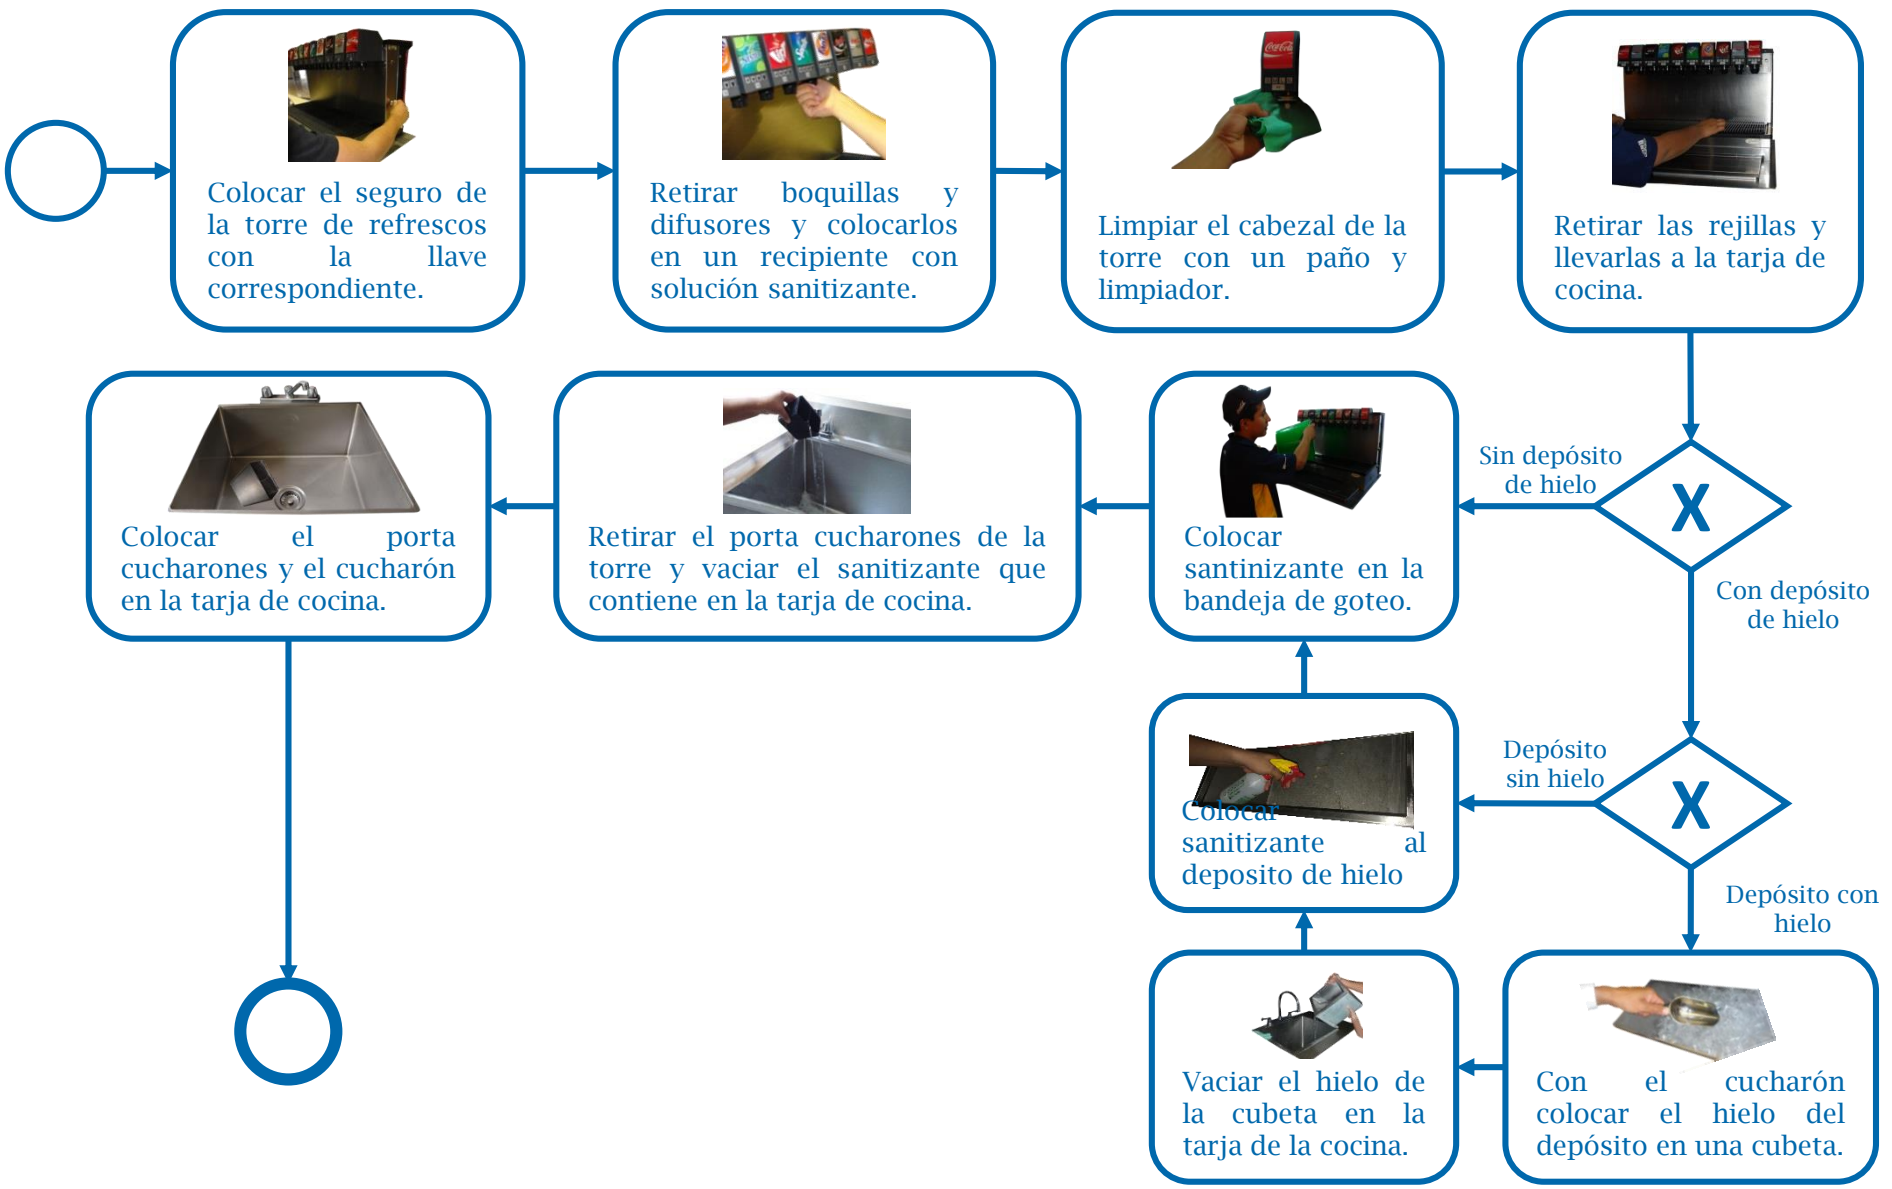 Colocar el seguro de
la torre de refrescos
con la llave
correspondiente.
Retirar boquillas y
difusores y colocarlos
en un recipiente con
solución sanitizante.
Coca-Cola
Limpiar el cabezal de la
torre con un paño y
limpiador.
Retirar las rejillas y
llevarlas a la tarja de
cocina.
Sin depósito
de hielo
X
Con depósito
de hielo
Colocar
santinizante en la
bandeja de goteo.
Retirar el porta cucharones de la
torre y vaciar el sanitizante que
contiene en la tarja de cocina.
Colocar el porta
cucharones y el cucharón
en la tarja de cocina.
Depósito
sin hielo
X
Depósito con
hielo
Colocar
sanitizante al
deposito de hielo
Vaciar el hielo de
la cubeta en la
tarja de la cocina.
Con el cucharón
colocar el hielo del
depósito en una cubeta.